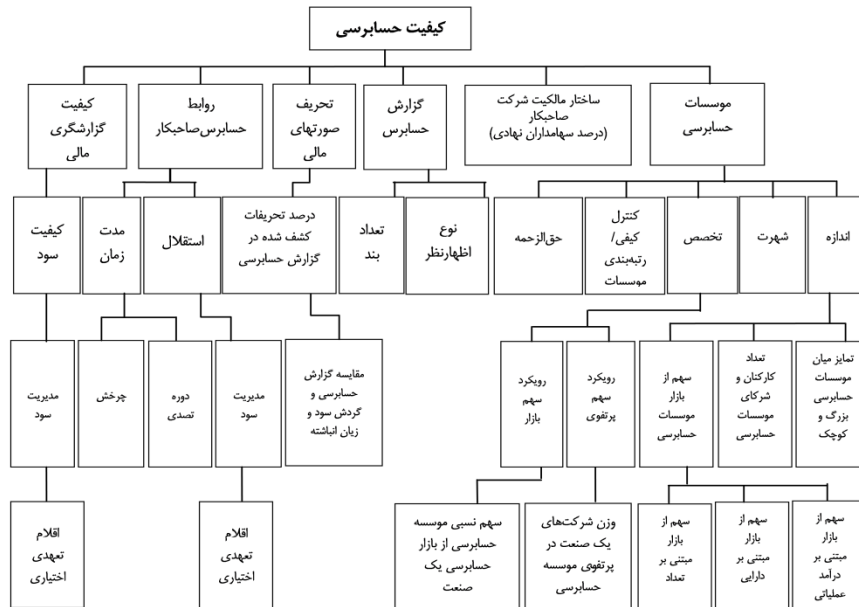 کیفیت حسابرسی
موسسات
حسابرسی
ساختار مالکیت شرکت
صاحبکار
(درصد سهامداران نهادی)
گزارش
حسابرس
تحریف
صورتهای
مالی
روابط
حسابرس‌صاحبکار
کیفیت
گزارشگری
مالی
اندازه
شهرت
تخصص
کنترل
کیفی/
رتبه‌بندی
موسسات
حق‌الزحمه
نوع
اظهارنظر
تعداد
بند
درصد تحریفات
کشف شده در
گزارش حسابرسی
استقلال
مدت
زمان
کیفیت
سود
تمایز میان
موسسات
حسابرسی
بزرگ و
کوچک
تعداد
کارکنان و
شرکای
موسسات
حسابرسی
سهم از
بازار
موسسات
حسابرسی
رویکرد
سهم
پرتفوی
رویکرد
سهم
بازار
مقایسه گزارش
حسابرسی و
گردش سود و
زیان انباشته
مدیریت
سود
دوره
تصدی
چرخش
مدیریت
سود
سهم از
بازار
مبتنی بر
درآمد
عملیاتی
سهم از
بازار
مبتنی بر
دارایی
سهم از
بازار
مبتنی بر
تعداد
وزن شرکت‌های
یک صنعت در
پرتفوی موسسه
حسابرسی
سهم نسبی موسسه
حسابرسی از بازار
حسابرسی یک
صنعت
اقلام
تعهدی
اختیاری
اقلام
تعهدی
اختیاری